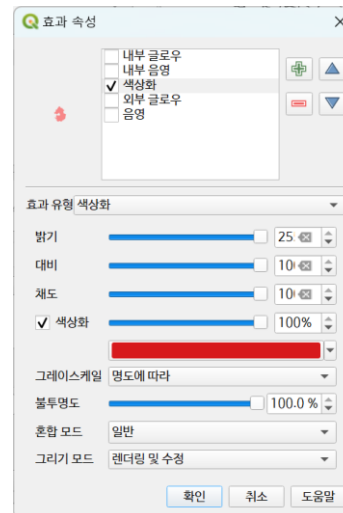 효과 속성
내부 글로우
내부 음영
색상화
외부 글로우
음영
효과 유형 색상화
밝기 25
대비
채도
색상화 100%
그레이스케일 명도에 따라
불투명도 100.0 %
혼합 모드 일반
그리기 모드 렌더링 및 수정
확인 취소 도움말